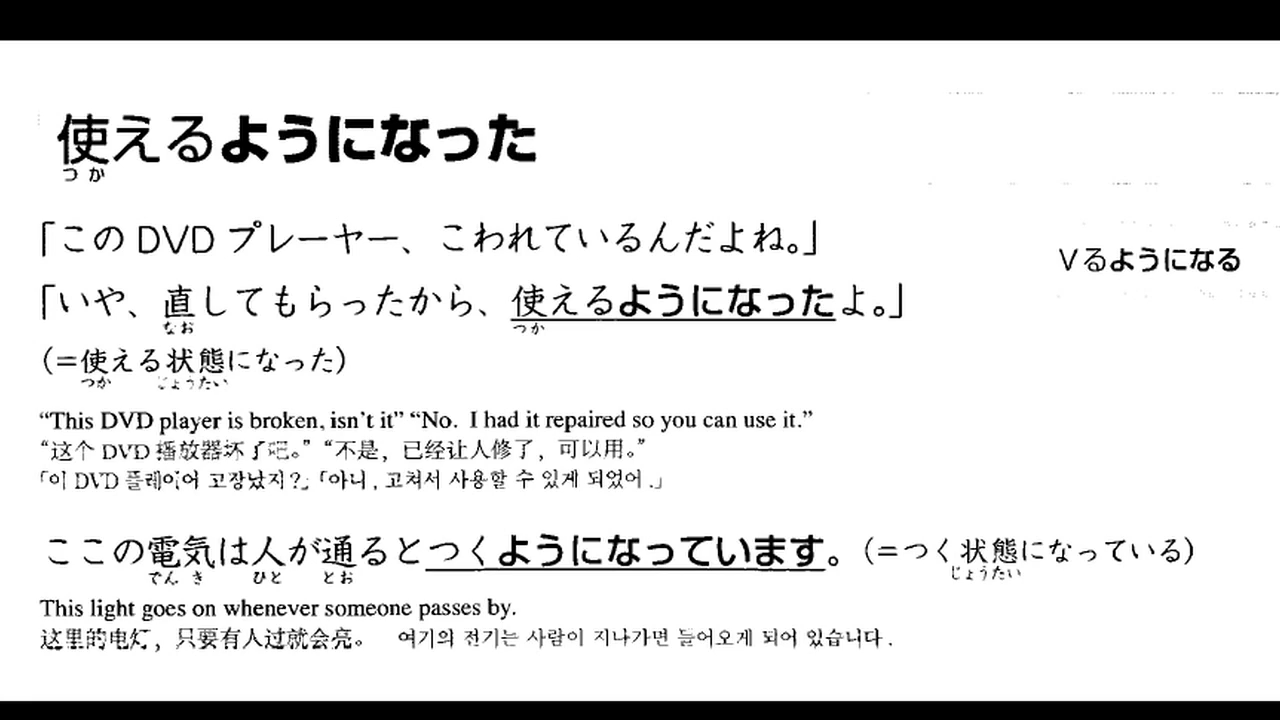 使えるようになった
つか
「このDVDプレーヤー、こわれているんだよね。」
Vるようになる
「いや、直してもらったから、使えるようになったよ。」
なお つか
(=使える状態になった)
つか じょうたい
“This DVD player is broken, isn't it” “No. I had it repaired so you can use it.”
“这个 DVD 播放器坏了吧。” “不是，已经让人修了，可以用。”
「이 DVD 플레이어 고장났지?」「아니, 고쳐서 사용할 수 있게 되었어.」
ここの電気は人が通るとつくようになっています。(=つく状態になっている)
でん き ひと とお じょうたい
This light goes on whenever someone passes by.
这里的电灯，只要有人过就会亮。 여기의 전기는 사람이 지나가면 들어오게 되어 있습니다.